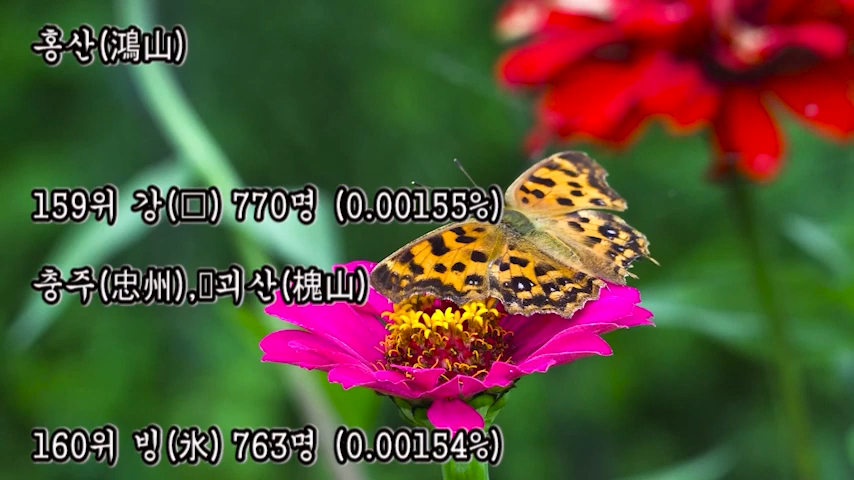 홍산(鴻山)
159위 강(□) 770명 (0.00155%)
충주(忠州),▯괴산(槐山)
160위 빙(氷) 763명 (0.00154%)